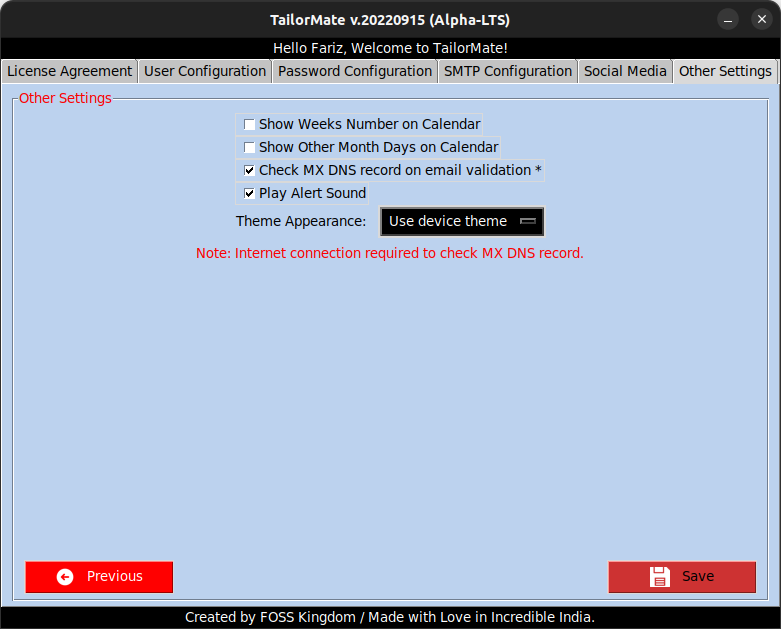 TailorMate v.20220915 (Alpha-LTS)
Hello Fariz, Welcome to TailorMate!
License Agreement User Configuration Password Configuration SMTP Configuration Social Media Other Settings
Other Settings
Show Weeks Number on Calendar
Show Other Month Days on Calendar
Check MX DNS record on email validation *
Play Alert Sound
Theme Appearance: Use device theme
Note: Internet connection required to check MX DNS record.
Previous Save
Created by FOSS Kingdom / Made with Love in Incredible India.